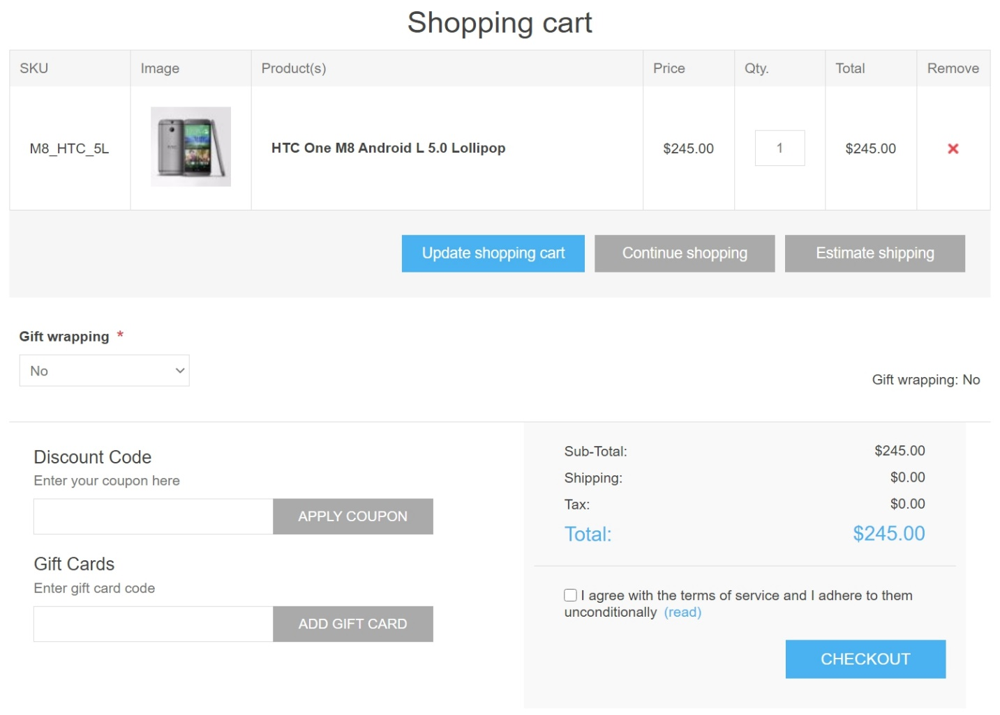 Shopping cart
SKU Image Product(s) Price Qty. Total Remove
M8_HTC_5L HTC One M8 Android L 5.0 Lollipop $245.00 1 $245.00
Update shopping cart Continue shopping Estimate shipping
Gift wrapping *
No
Gift wrapping: No
Discount Code
Enter your coupon here
APPLY COUPON
Gift Cards
Enter gift card code
ADD GIFT CARD
Sub-Total: $245.00
Shipping: $0.00
Tax: $0.00
Total: $245.00
I agree with the terms of service and I adhere to them
unconditionally (read)
CHECKOUT